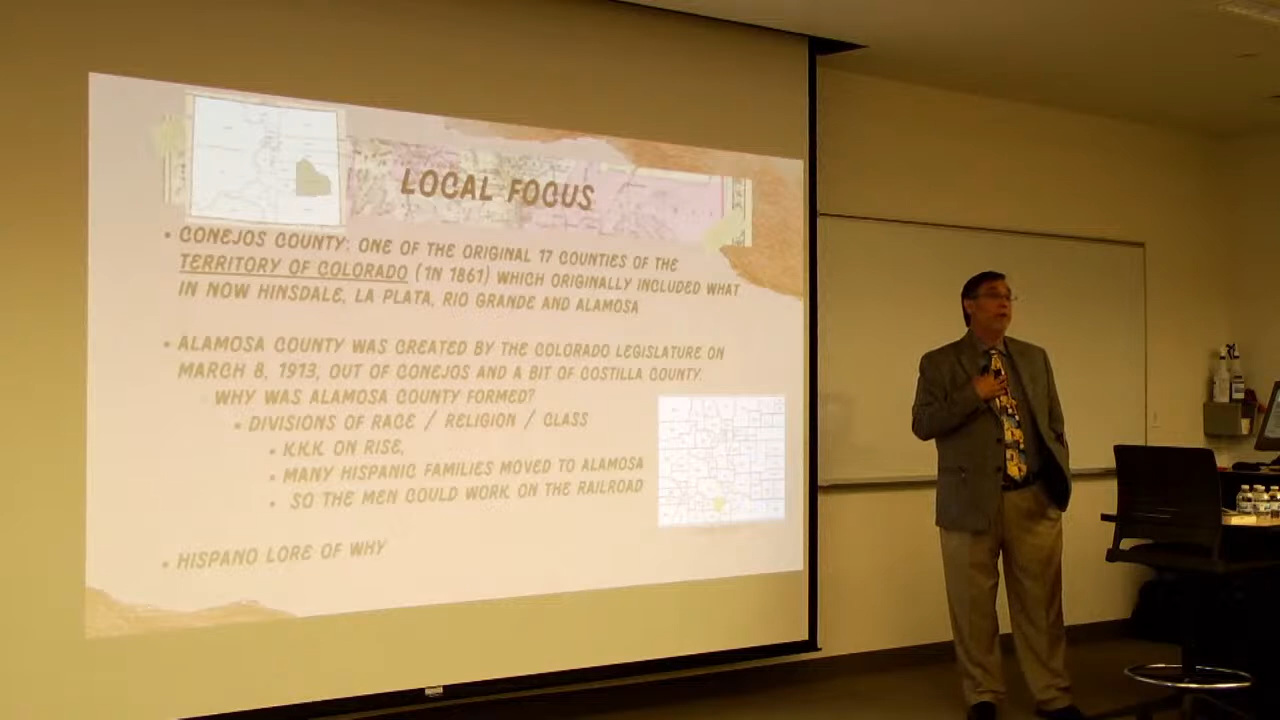 LOCAL FOCUS
• CONEJOS COUNTY: ONE OF THE ORIGINAL 17 COUNTIES OF THE
TERRITORY OF COLORADO (1N 1861) WHICH ORIGINALLY INCLUDED WHAT
IN NOW HINSDALE, LA PLATA, RIO GRANDE AND ALAMOSA
• ALAMOSA COUNTY WAS CREATED BY THE COLORADO LEGISLATURE ON
MARCH 8, 1913, OUT OF CONEJOS AND A BIT OF COSTILLA COUNTY.
WHY WAS ALAMOSA COUNTY FORMED?
• DIVISIONS OF RACE / RELIGION / CLASS
• K.K.K. ON RISE,
• MANY HISPANIC FAMILIES MOVED TO ALAMOSA
• SO THE MEN COULD WORK ON THE RAILROAD
• HISPANO LORE OF WHY